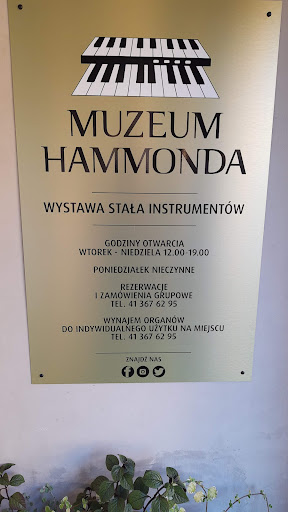 MUZEUM
HAMMONDA
WYSTAWA STAŁA INSTRUMENTÓW
GODZINY OTWARCIA
WTOREK - NIEDZIELA 12.00-19.00
PONIEDZIAŁEK NIECZYNNE
REZERWACJE
I ZAMÓWIENIA GRUPOWE
TEL. 41 367 62 95
WYNAJEM ORGANÓW
DO INDYWIDUALNEGO UŻYTKU NA MIEJSCU
TEL. 41 367 62 95
ZNAJDŹ NAS